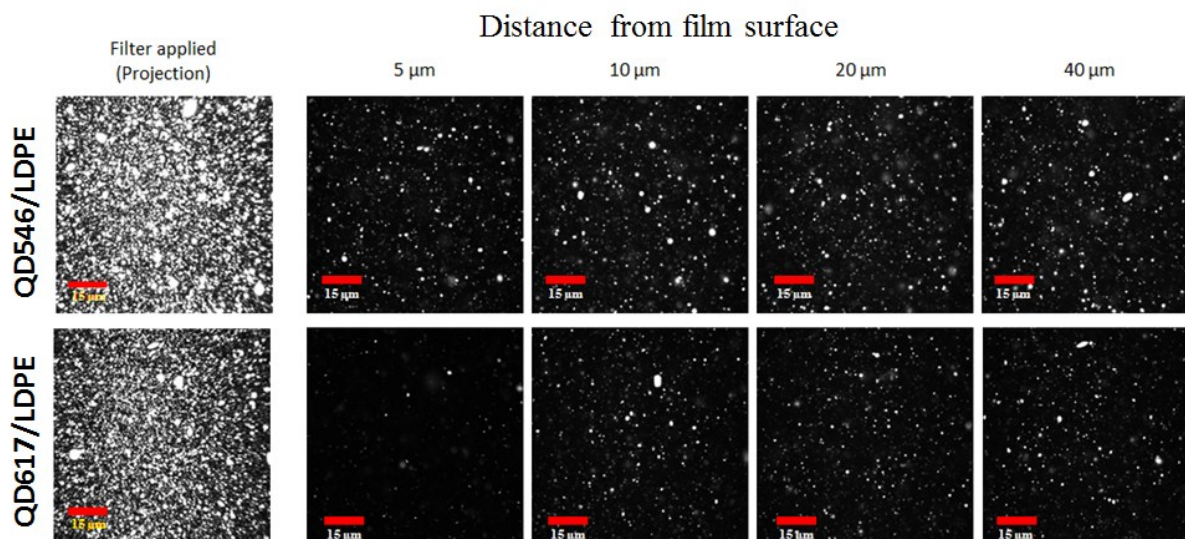 Distance from film surface
Filter applied
(Projection)
5 µm
10 µm
20 µm
40 µm
QD546/LDPE
15 µm
15 µm
15 µm
15 µm
15 µm
QD617/LDPE
15 µm
15 µm
15 µm
15 µm
15 µm